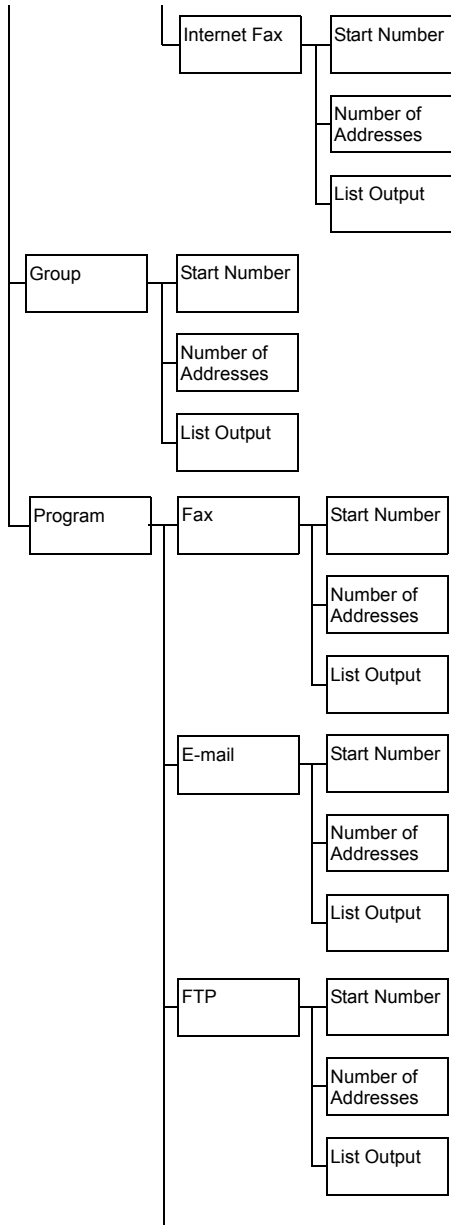 Internet Fax
Start Number
Number of
Addresses
List Output
Group
Start Number
Number of
Addresses
List Output
Program
Fax
Start Number
Number of
Addresses
List Output
E-mail
Start Number
Number of
Addresses
List Output
FTP
Start Number
Number of
Addresses
List Output